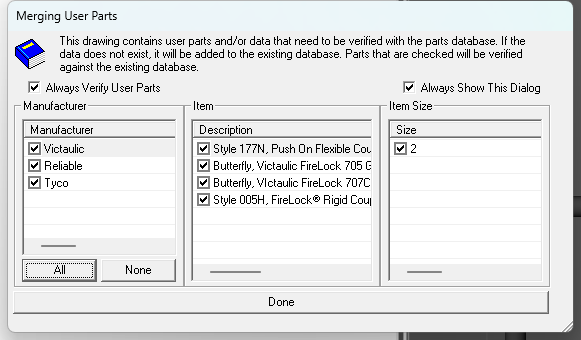 Merging User Parts
This drawing contains user parts and/or data that need to be verified with the parts database. If the
data does not exist, it will be added to the existing database. Parts that are checked will be verified
against the existing database.
Always Verify User Parts
Always Show This Dialog
Manufacturer
Manufacturer
Victaulic
Reliable
Tyco
All
None
Item
Description
Style 177N, Push On Flexible Cou
Butterfly, Victaulic FireLock 705 G
Butterfly, VIctaulic FireLock 707C
Style 005H, FireLock® Rigid Coup
Item Size
Size
2
Done